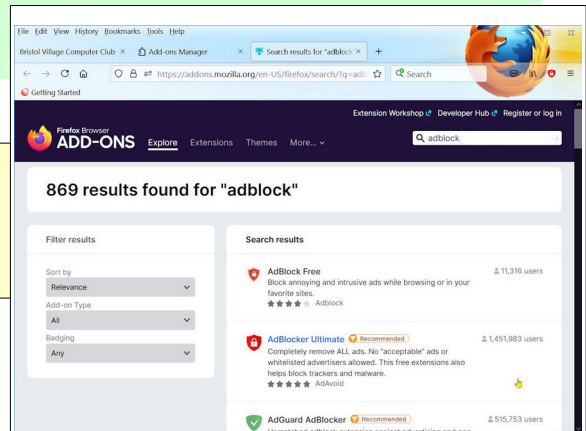 File Edit View History Bookmarks Tools Help
Bristol Village Computer Club × Add-ons Manager × Search results for "adblock × +
https://addons.mozilla.org/en-US/firefox/search/?q=adl Search
Getting Started
Extension Workshop Developer Hub Register or log in
Firefox Browser
ADD-ONS Explore Extensions Themes More... adblock
869 results found for "adblock"
Filter results Search results
Sort by
Relevance
Add-on Type
All
Badging
Any
AdBlock Free 11,316 users
Block annoying and intrusive ads while browsing or in your
favorite sites.
Adblock
AdBlocker Ultimate Recommended 1,451,983 users
Completely remove ALL ads. No "acceptable" ads or
whitelisted advertisers allowed. This free extensions also
helps block trackers and malware.
AdAvoid
AdGuard AdBlocker Recommended 515,753 users